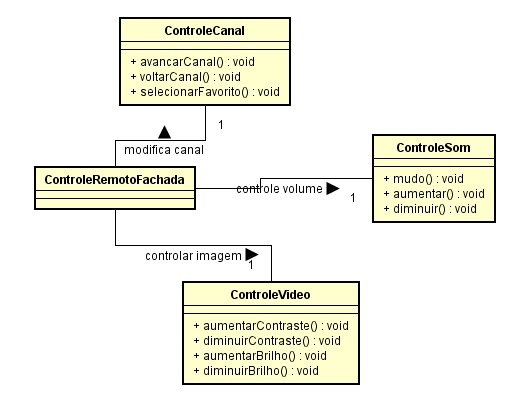 ControleCanal
+ avancarCanal() : void
+ voltarCanal() : void
+ selecionarFavorito() : void
1
modifica canal
ControleRemotoFachada
controle volume
1
ControleSom
+ mudo() : void
+ aumentar() : void
+ diminuir() : void
controlar imagem
1
ControleVideo
+ aumentarContraste() : void
+ diminuirContraste() : void
+ aumentarBrilho() : void
+ diminuirBrilho() : void